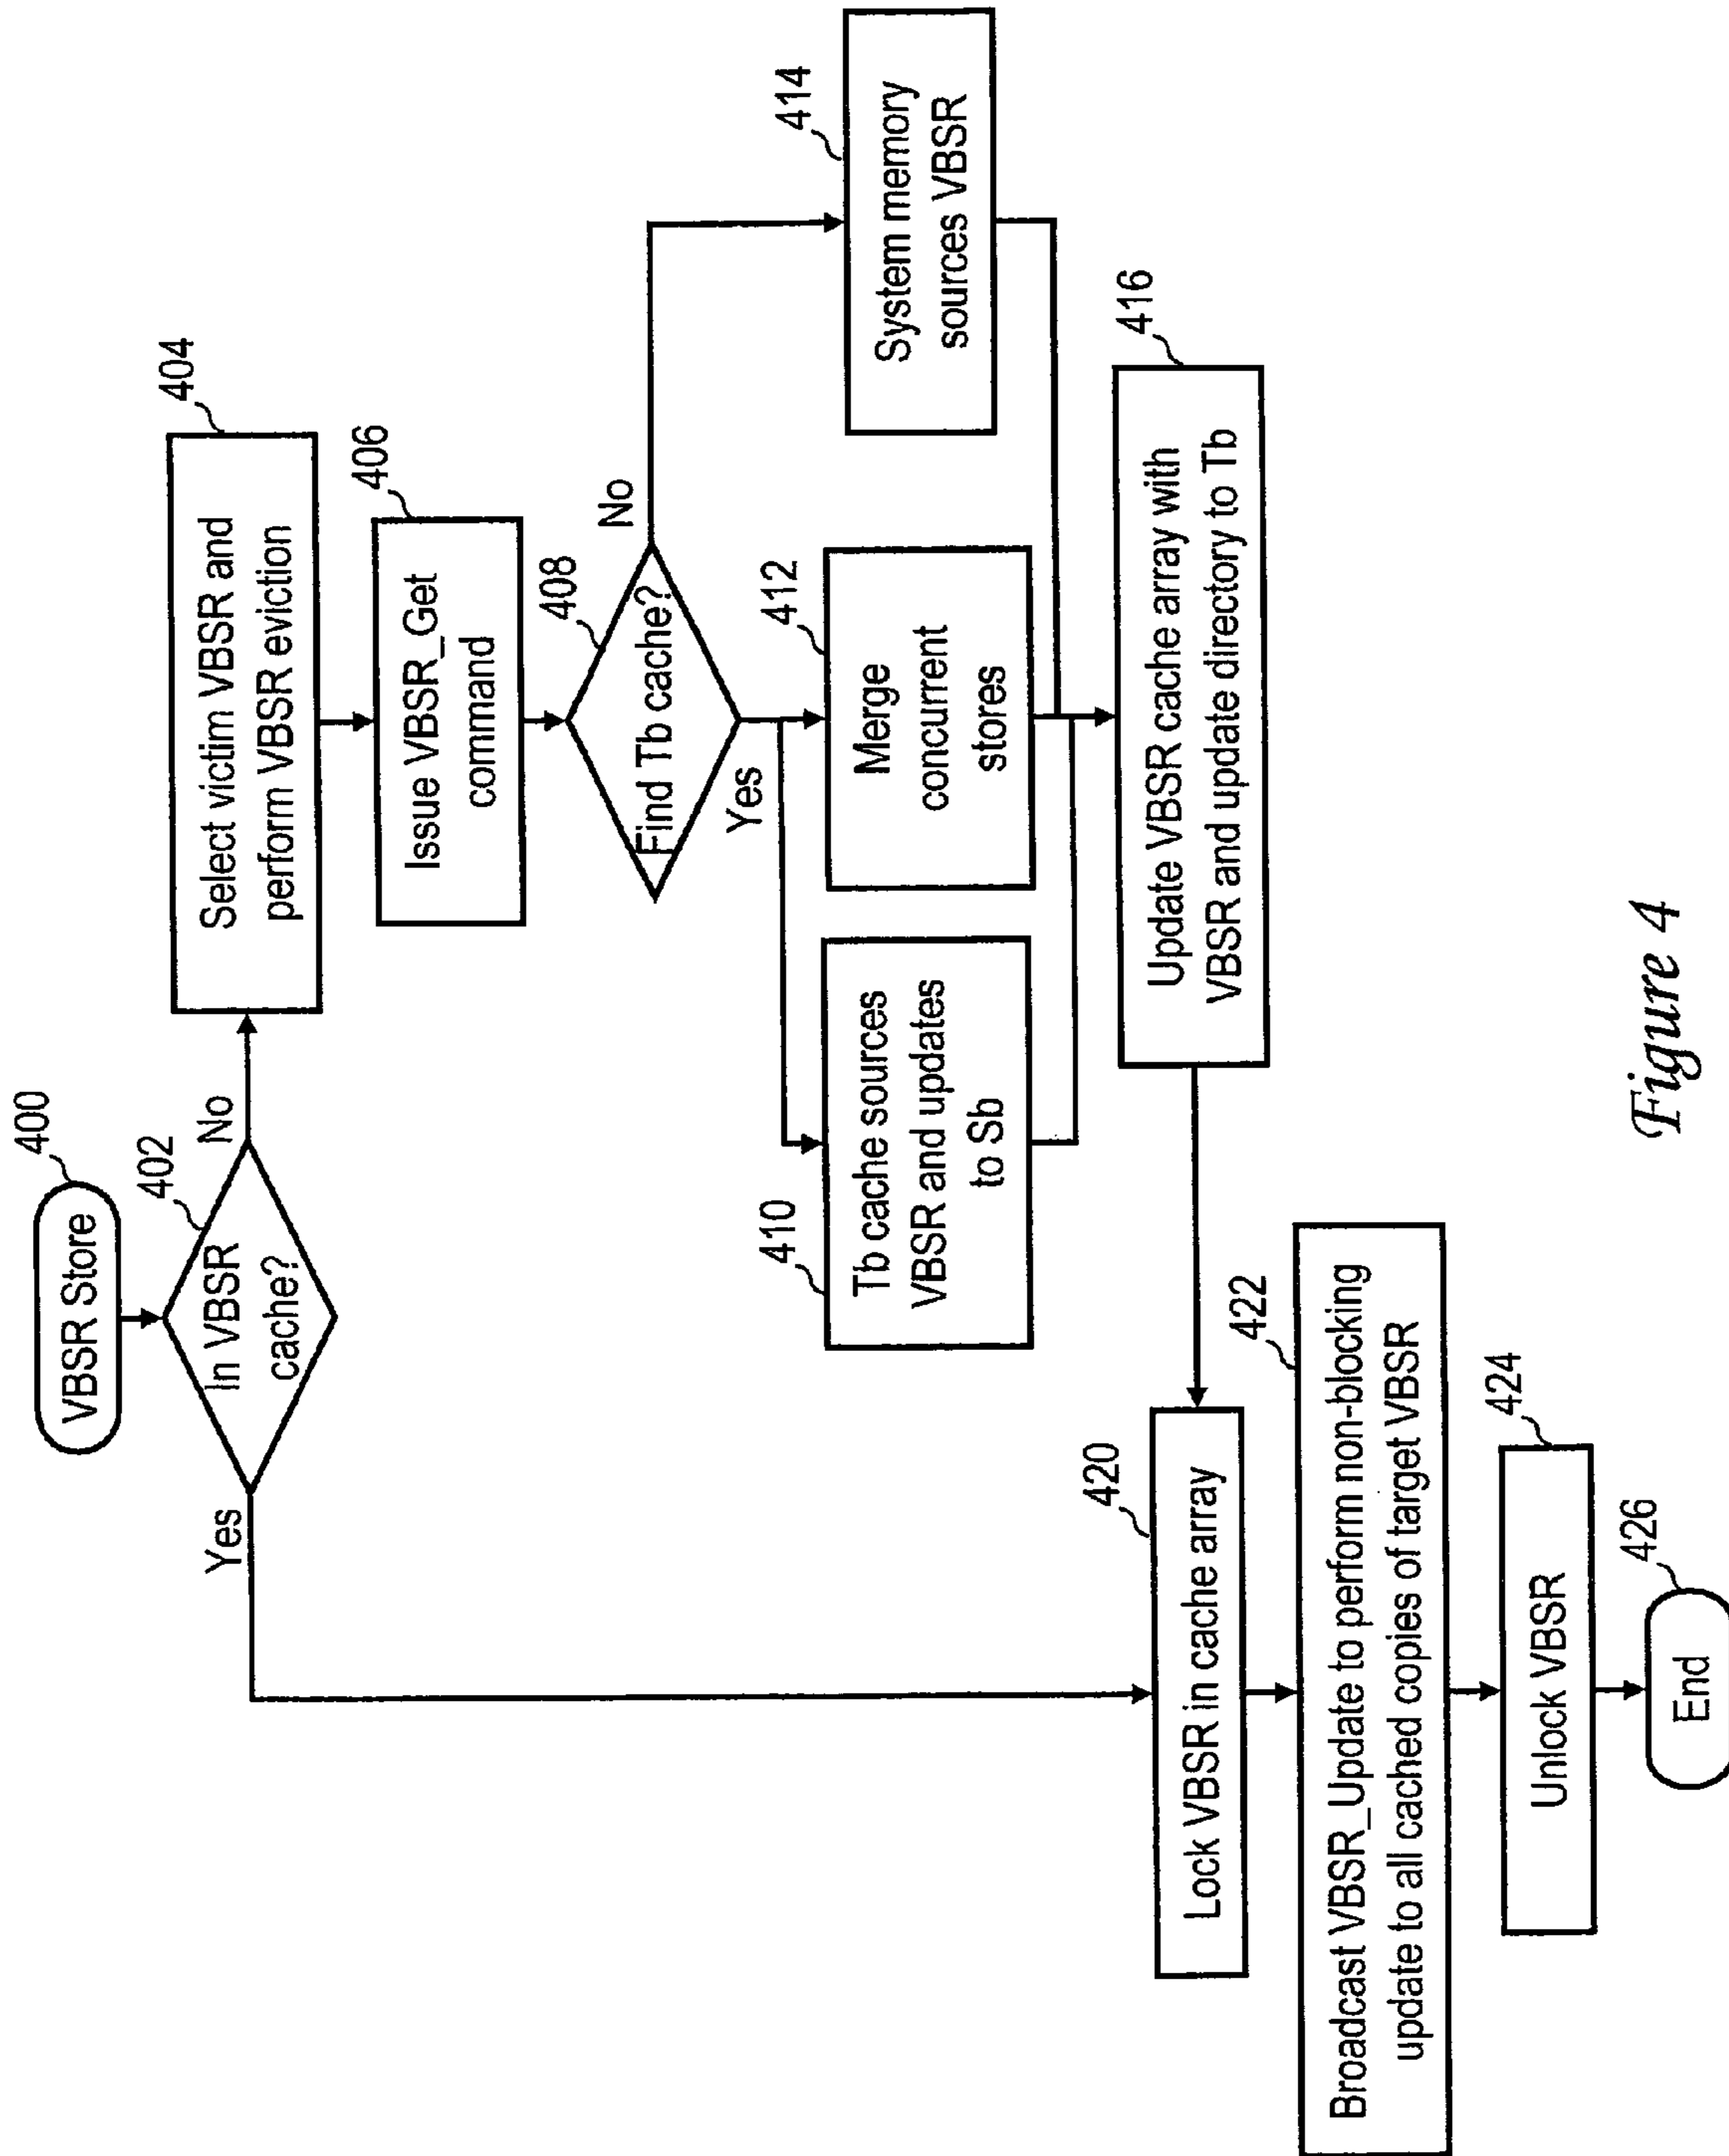 400
VBSR Store
402
In VBSR
cache?
No
Yes
404
Select victim VBSR and
perform VBSR eviction
406
Issue VBSR_Get
command
408
Find Tb cache?
No
Yes
410
Tb cache sources
VBSR and updates
to Sb
412
Merge
concurrent
stores
414
System memory
sources VBSR
416
Update VBSR cache array with
VBSR and update directory to Tb
420
Lock VBSR in cache array
422
Broadcast VBSR_Update to perform non-blocking
update to all cached copies of target VBSR
424
Unlock VBSR
426
End
Figure 4